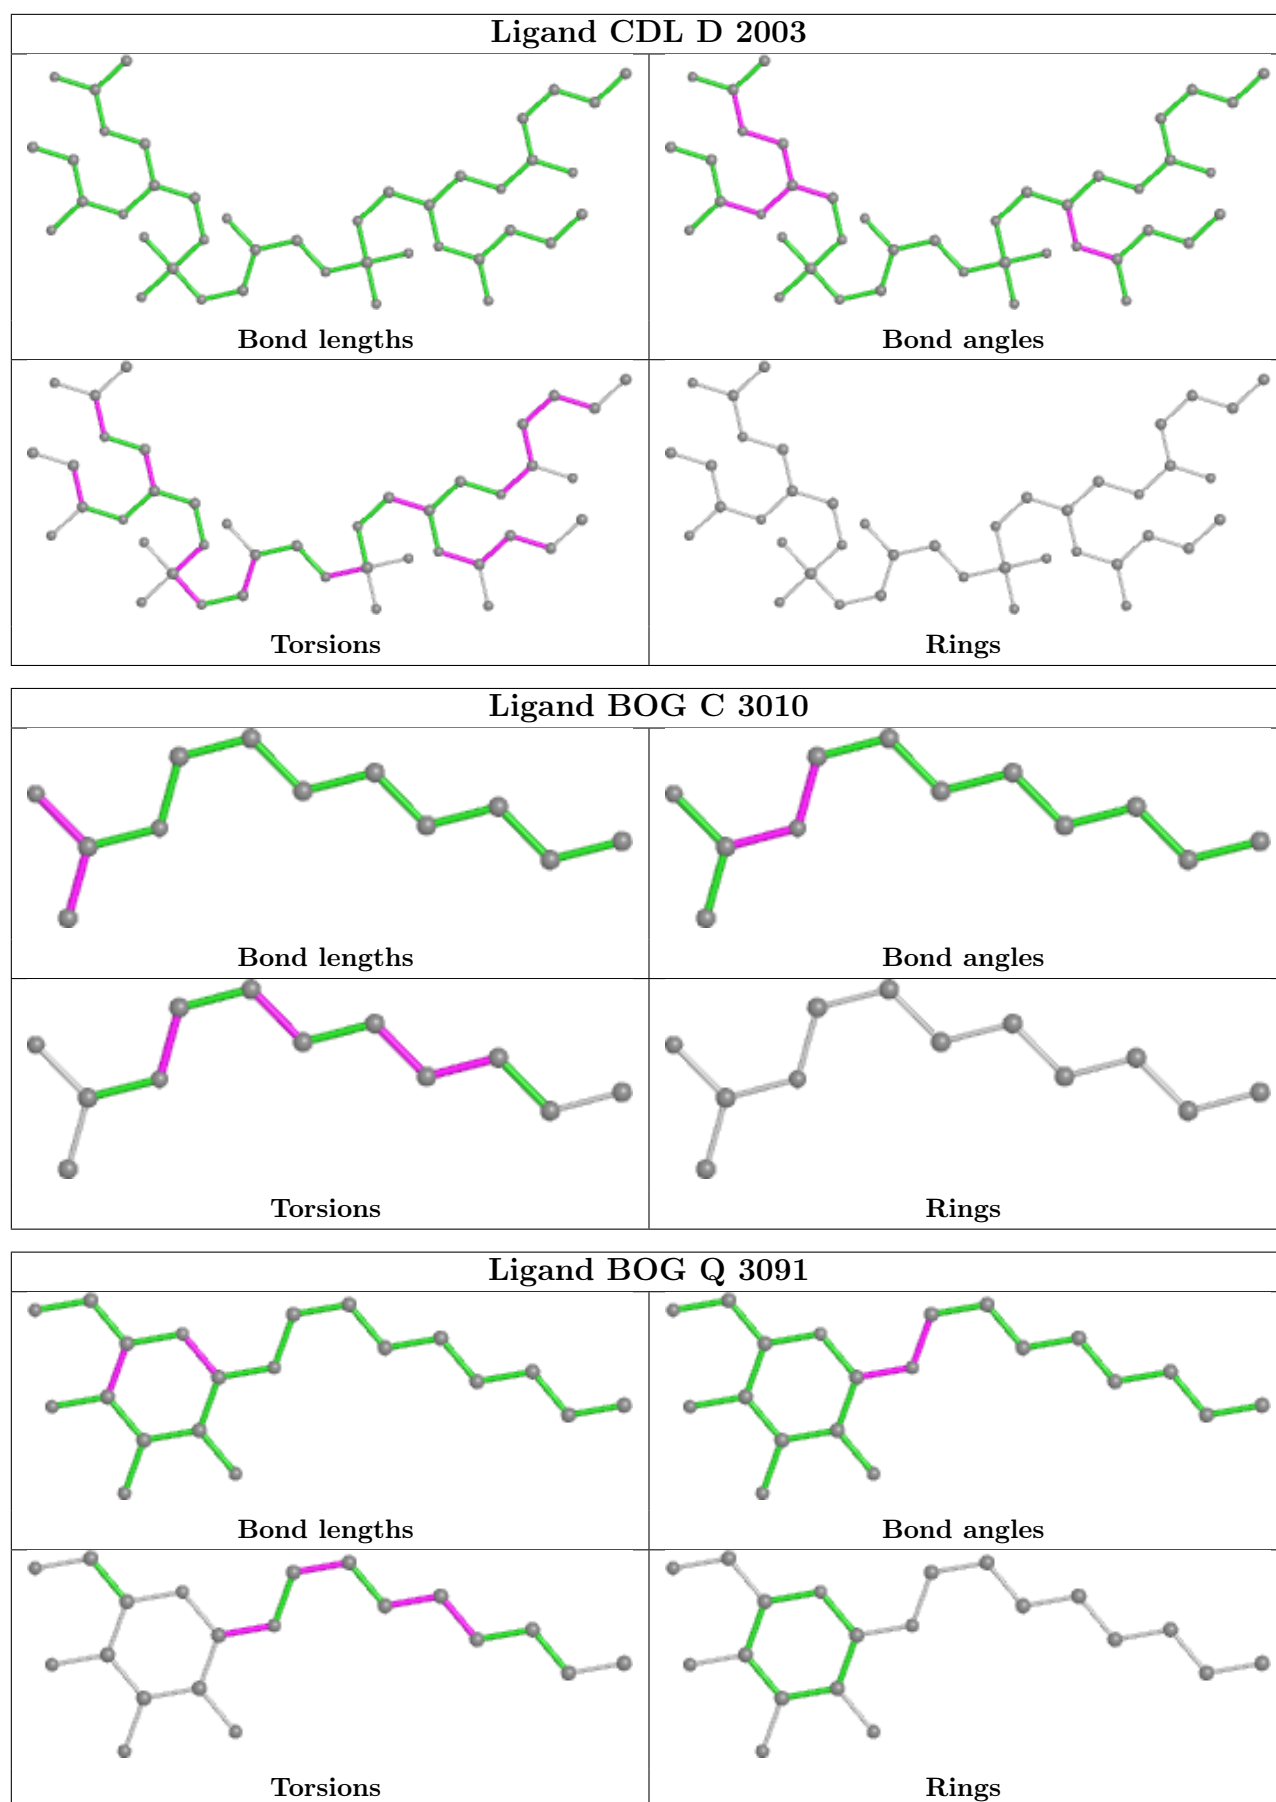 Ligand CDL D 2003
Bond lengths
Bond angles
Torsions
Rings
Ligand BOG C 3010
Bond lengths
Bond angles
Torsions
Rings
Ligand BOG Q 3091
Bond lengths
Bond angles
Torsions
Rings